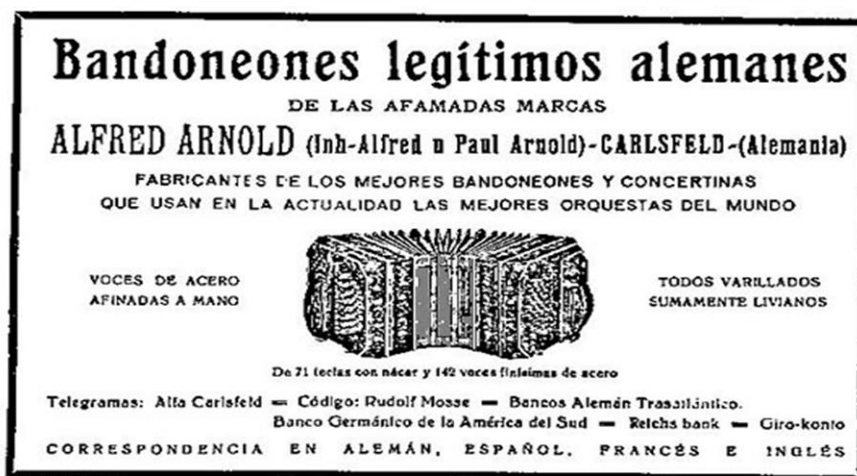 Bandoneones legítimos alemanes
DE LAS AFAMADAS MARCAS
ALFRED ARNOLD (Inh-Alfred u Paul Arnold)-CARLSFELD-(Alemania)
FABRICANTES DE LOS MEJORES BANDONEONES Y CONCERTINAS
QUE USAN EN LA ACTUALIDAD LAS MEJORES ORQUESTAS DEL MUNDO
VOCES DE ACERO
AFINADAS A MANO
TODOS VARILLADOS
SUMAMENTE LIVIANOS
De 71 teclas con nácar y 142 voces finísimas de acero
Telegramas: Alfa Carlsfeld — Código: Rudolf Mosse — Bancos Alemán Trasatlántico.
Banco Germánico de la América del Sud — Reichs bank — Giro-konto
CORRESPONDENCIA EN ALEMÁN, ESPAÑOL, FRANCÉS E INGLÉS